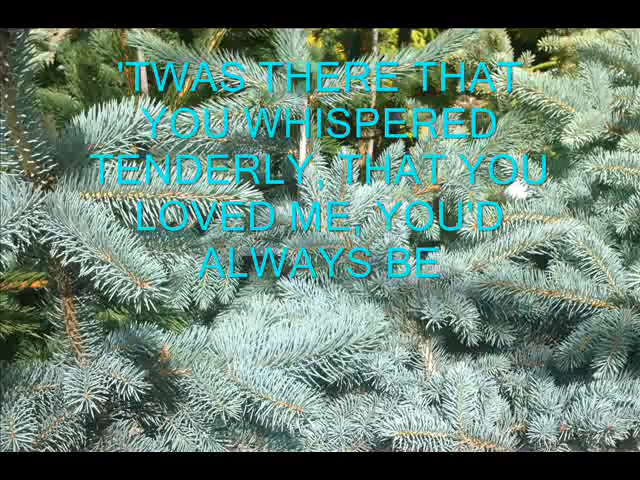 'TWAS THERE THAT
YOU WHISPERED
TENDERLY, THAT YOU
LOVED ME, YOU'D
ALWAYS BE